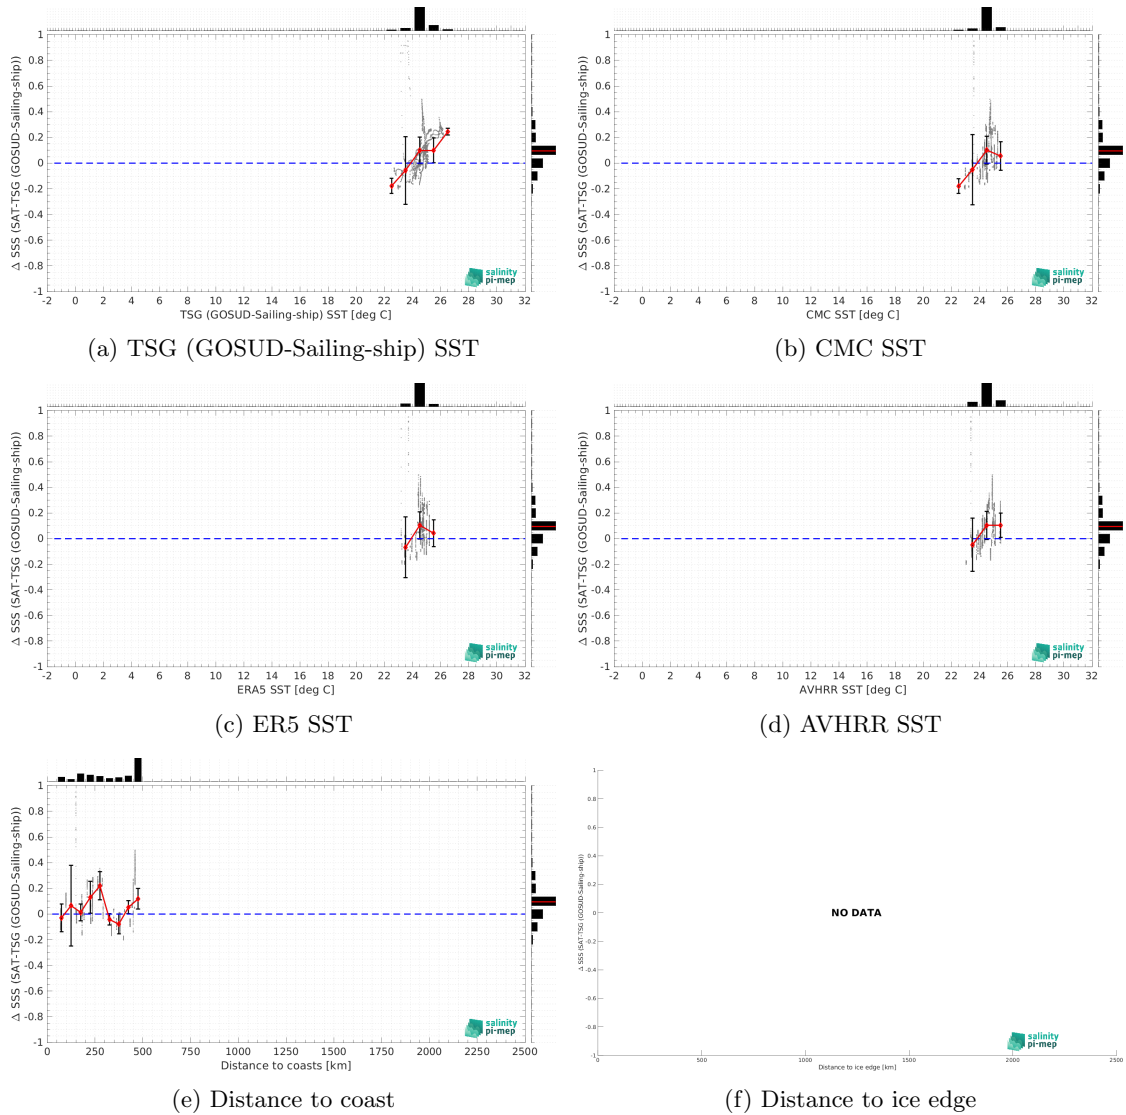 1
0.8
0.6
0.4
0.2
0
-0.2
-0.4
-0.6
-0.8
-1
Δ SSS (SAT-TSG (GOSUD-Sailing-ship))
salinity
pi-mep
-2 0 2 4 6 8 10 12 14 16 18 20 22 24 26 28 30 32
TSG (GOSUD-Sailing-ship) SST [deg C]
(a) TSG (GOSUD-Sailing-ship) SST
1
0.8
0.6
0.4
0.2
0
-0.2
-0.4
-0.6
-0.8
-1
Δ SSS (SAT-TSG (GOSUD-Sailing-ship))
salinity
pi-mep
-2 0 2 4 6 8 10 12 14 16 18 20 22 24 26 28 30 32
CMC SST [deg C]
(b) CMC SST
1
0.8
0.6
0.4
0.2
0
-0.2
-0.4
-0.6
-0.8
-1
Δ SSS (SAT-TSG (GOSUD-Sailing-ship))
salinity
pi-mep
-2 0 2 4 6 8 10 12 14 16 18 20 22 24 26 28 30 32
ERA5 SST [deg C]
(c) ER5 SST
1
0.8
0.6
0.4
0.2
0
-0.2
-0.4
-0.6
-0.8
-1
Δ SSS (SAT-TSG (GOSUD-Sailing-ship))
salinity
pi-mep
-2 0 2 4 6 8 10 12 14 16 18 20 22 24 26 28 30 32
AVHRR SST [deg C]
(d) AVHRR SST
1
0.8
0.6
0.4
0.2
0
-0.2
-0.4
-0.6
-0.8
-1
Δ SSS (SAT-TSG (GOSUD-Sailing-ship))
salinity
pi-mep
0 250 500 750 1000 1250 1500 1750 2000 2250 2500
Distance to coasts [km]
(e) Distance to coast
1
0.8
0.6
0.4
0.2
0
-0.2
-0.4
-0.6
-0.8
-1
Δ SSS (SAT-TSG (GOSUD-Sailing-ship))
NO DATA
salinity
pi-mep
0 500 1000 1500 2000 2500
Distance to ice edge [km]
(f) Distance to ice edge